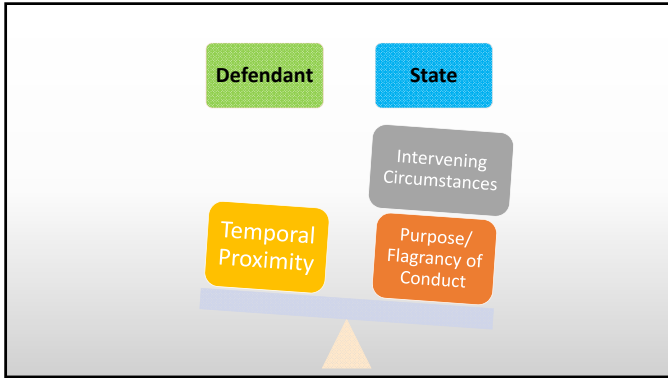 Defendant
State
Intervening
Circumstances
Temporal
Proximity
Purpose/
Flagrancy of
Conduct